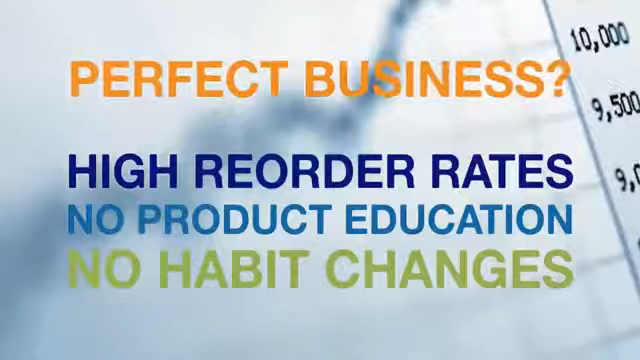 PERFECT BUSINESS?
HIGH REORDER RATES
NO PRODUCT EDUCATION
NO HABIT CHANGES
10,000
9,500